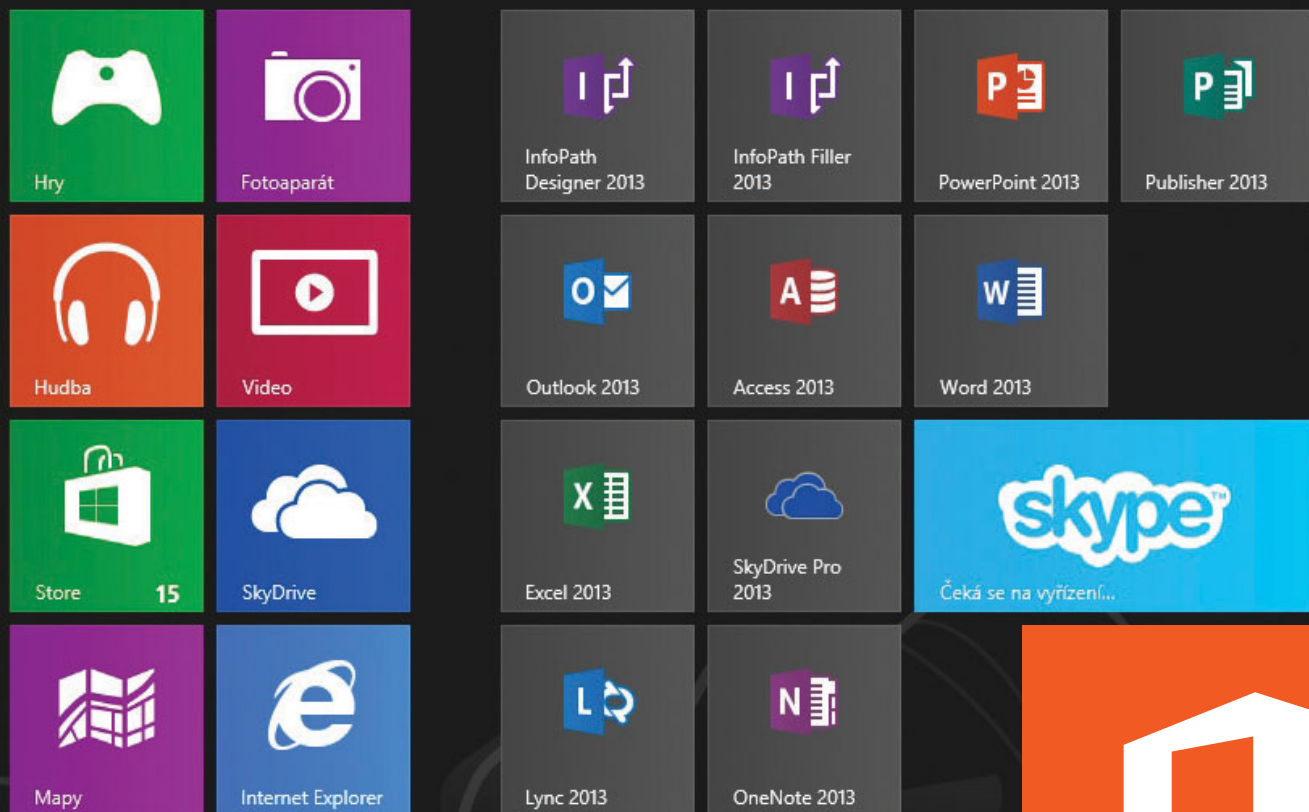 Hry
Fotoaparát
InfoPath
Designer 2013
InfoPath Filler
2013
PowerPoint 2013
Publisher 2013
Hudba
Video
Outlook 2013
Access 2013
Word 2013
Store 15
SkyDrive
Excel 2013
SkyDrive Pro
2013
skype™
Čeká se na vyřízení...
Mapy
Internet Explorer
Lync 2013
OneNote 2013